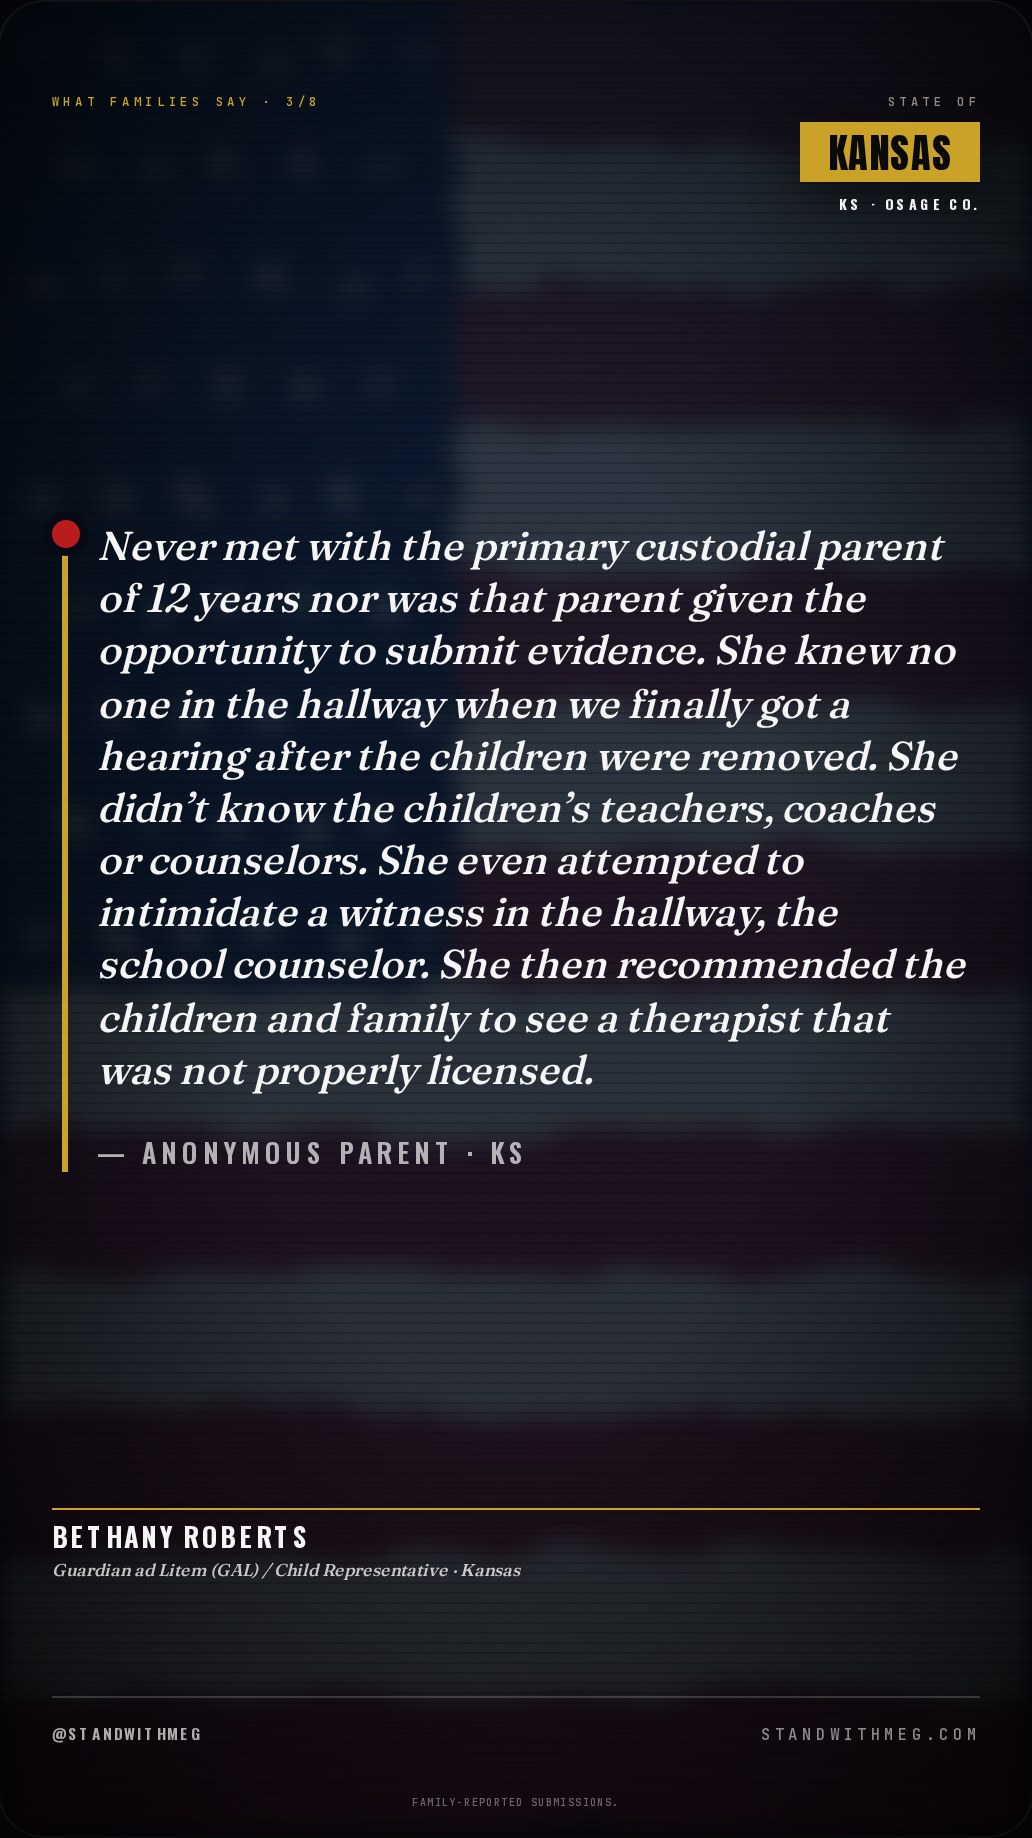 WHAT FAMILIES SAY · 3/8
STATE OF
KANSAS
KS · OSAGE CO.
Never met with the primary custodial parent
of 12 years nor was that parent given the
opportunity to submit evidence. She knew no
one in the hallway when we finally got a
hearing after the children were removed. She
didn’t know the children’s teachers, coaches
or counselors. She even attempted to
intimidate a witness in the hallway, the
school counselor. She then recommended the
children and family to see a therapist that
was not properly licensed.
— ANONYMOUS PARENT · KS
BETHANY ROBERTS
Guardian ad Litem (GAL) / Child Representative · Kansas
@STANDWITHMEG
STANDWITHMEG.COM
FAMILY-REPORTED SUBMISSIONS.